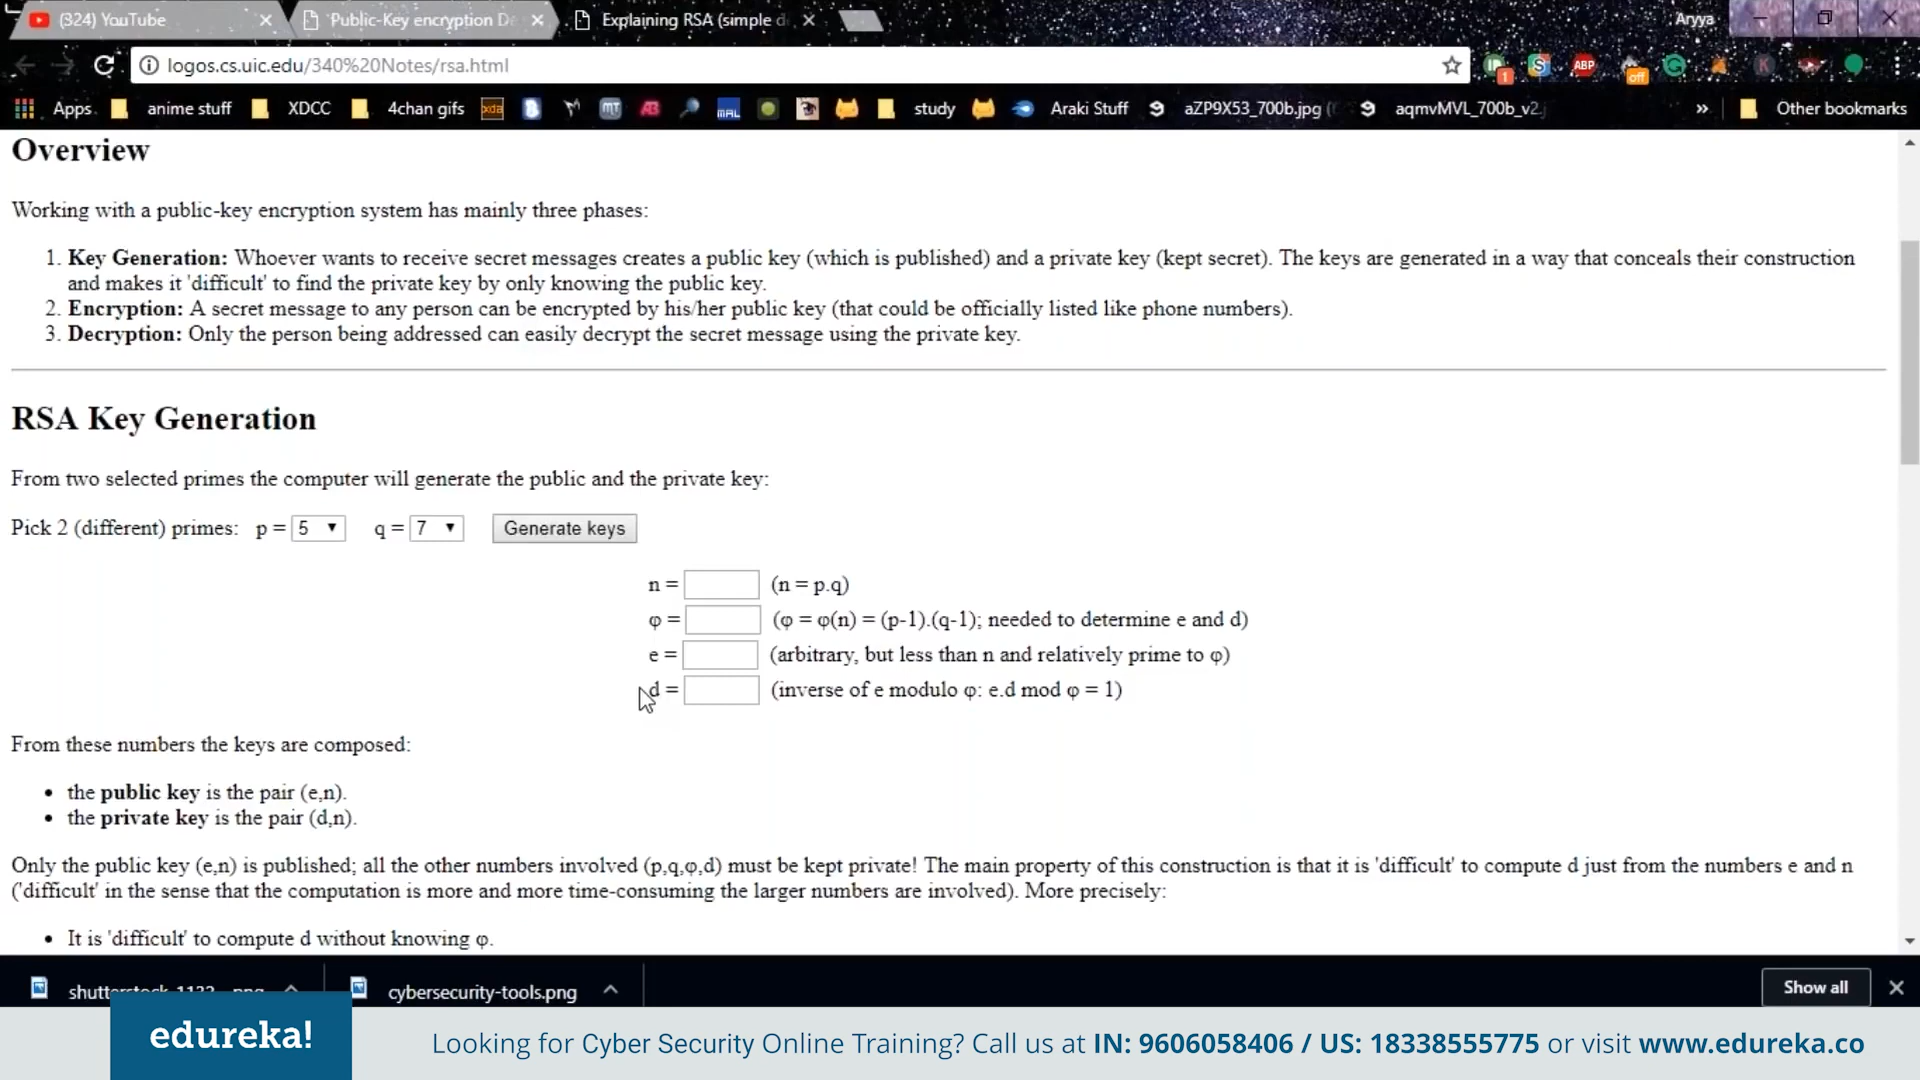 (324) YouTube
Public-Key encryption De
Explaining RSA (simple d
Aryya
logos.cs.uic.edu/340%20Notes/rsa.html
1
S
ABP
off
K
Apps
anime stuff
XDCC
4chan gifs
xda
MT
AB
MAL
study
Araki Stuff
aZP9X53_700b.jpg (
aqmvMVL_700b_v2.j
»
Other bookmarks
Overview
Working with a public-key encryption system has mainly three phases:
1. Key Generation: Whoever wants to receive secret messages creates a public key (which is published) and a private key (kept secret). The keys are generated in a way that conceals their construction
and makes it 'difficult' to find the private key by only knowing the public key.
2. Encryption: A secret message to any person can be encrypted by his/her public key (that could be officially listed like phone numbers).
3. Decryption: Only the person being addressed can easily decrypt the secret message using the private key.
RSA Key Generation
From two selected primes the computer will generate the public and the private key:
Pick 2 (different) primes: p = 5 q = 7 Generate keys
n = (n = p.q)
φ = (φ = φ(n) = (p-1).(q-1); needed to determine e and d)
e = (arbitrary, but less than n and relatively prime to φ)
d = (inverse of e modulo φ: e.d mod φ = 1)
From these numbers the keys are composed:
• the public key is the pair (e,n).
• the private key is the pair (d,n).
Only the public key (e,n) is published; all the other numbers involved (p,q,φ,d) must be kept private! The main property of this construction is that it is 'difficult' to compute d just from the numbers e and n
('difficult' in the sense that the computation is more and more time-consuming the larger numbers are involved). More precisely:
• It is 'difficult' to compute d without knowing φ.
cybersecurity-tools.png
Show all
edureka!
Looking for Cyber Security Online Training? Call us at IN: 9606058406 / US: 18338555775 or visit www.edureka.co